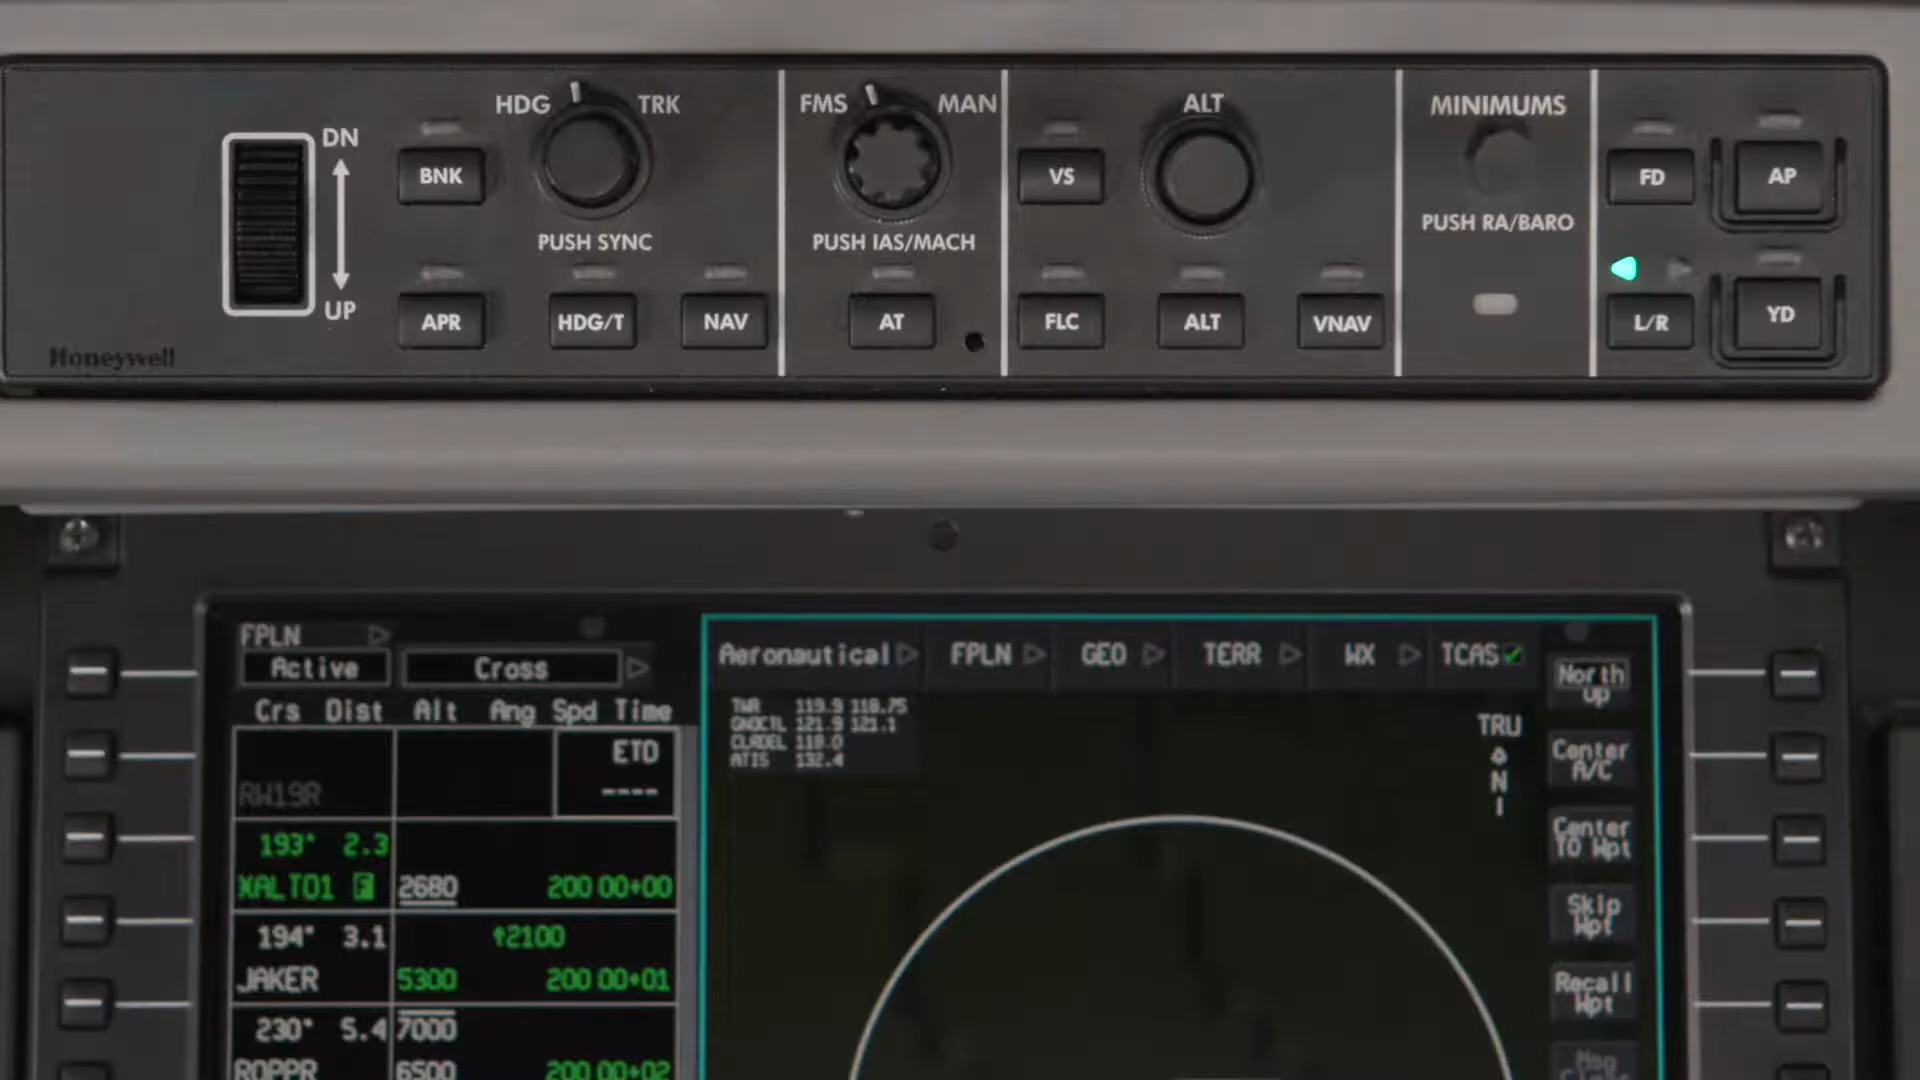 HDG TRK FMS MAN ALT MINIMUMS
DN
BNK VS FD AP
PUSH SYNC PUSH IAS/MACH PUSH RA/BARO
UP
APR HDG/T NAV AT FLC ALT VNAV L/R YD
Honeywell
FPLN
Active Cross
Crs Dist Alt Ang Spd Time
ETD
RW19R ----
193° 2.3
XALTO1 F 2680 200 00+00
194° 3.1 ↑2100
JAKER 5300 200 00+01
230° 5.4 7000
ROPPR 6500 200 00+02
Aeronautical FPLN GEO TERR WX TCAS
TWR 119.9 118.75
GNDCTL 121.9 121.1
CLRDEL 118.0
ATIS 132.4
TRU
N
North
up
Center
A/C
Center
TO Wpt
Skip
Wpt
Recall
Wpt
Msg